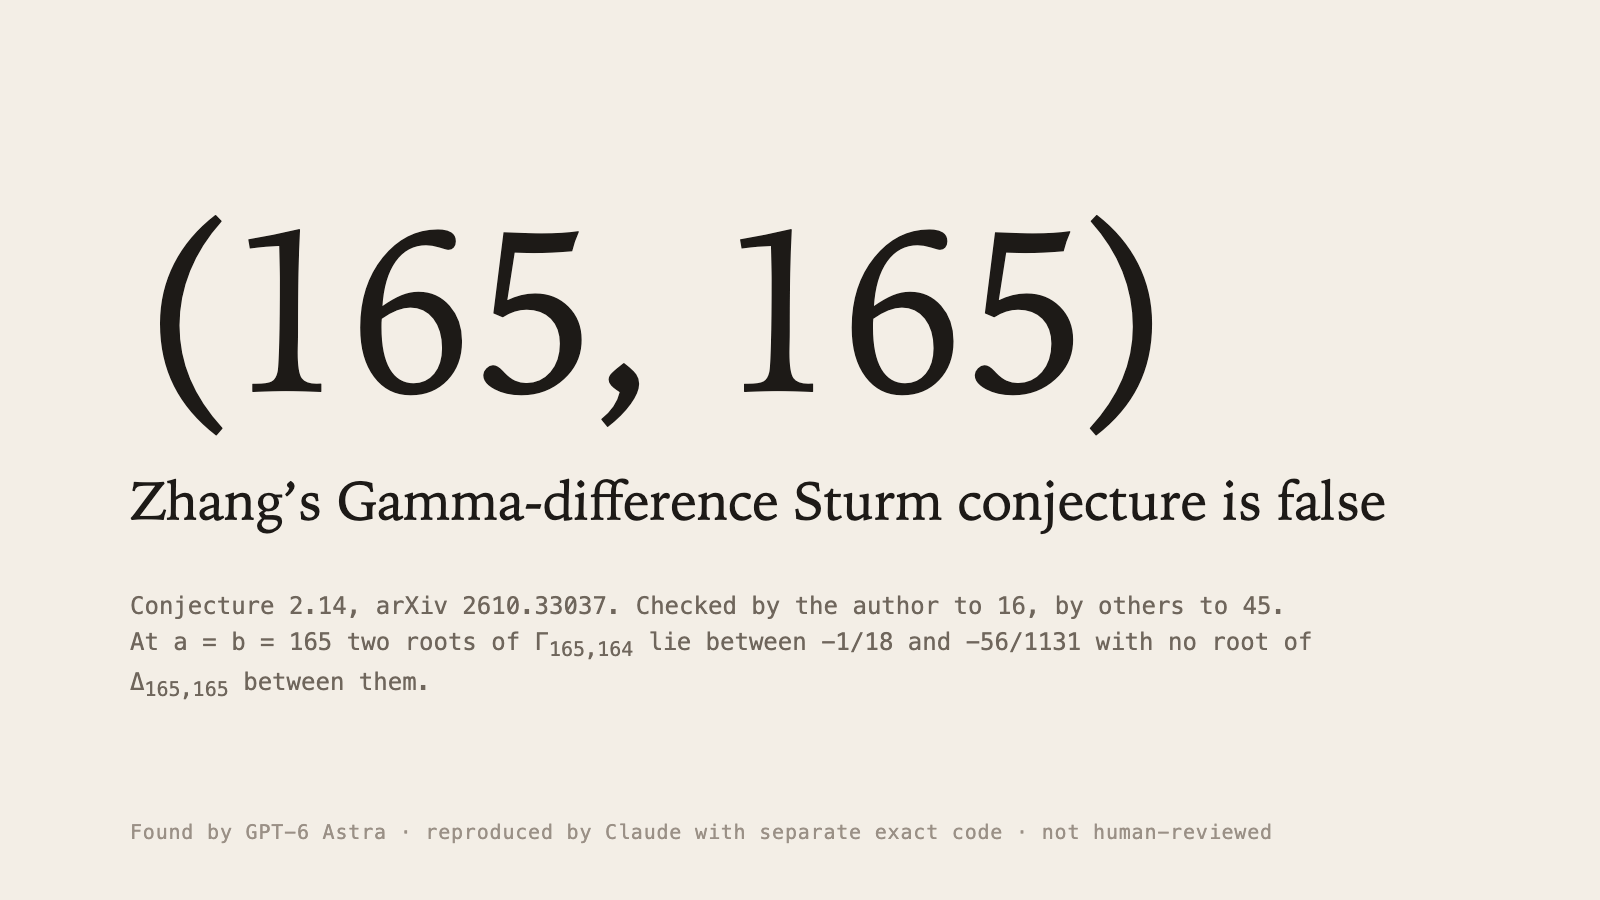 (165, 165)
Zhang’s Gamma-difference Sturm conjecture is false
Conjecture 2.14, arXiv 2610.33037. Checked by the author to 16, by others to 45.
At a = b = 165 two roots of Γ165,164 lie between −1/18 and −56/1131 with no root of
Δ165,165 between them.
Found by GPT−6 Astra · reproduced by Claude with separate exact code · not human−reviewed